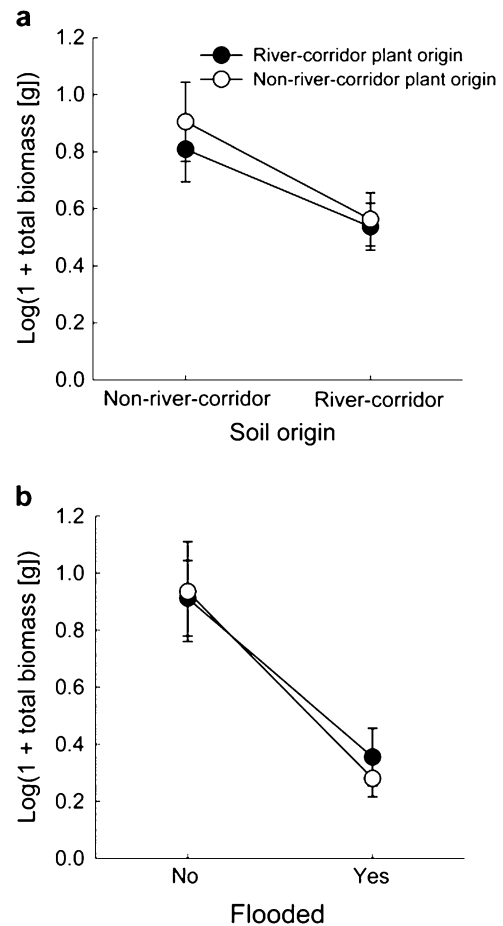 a
Log(1 + total biomass [g])
1.2
1.0
0.8
0.6
0.4
0.2
0.0
River-corridor plant origin
Non-river-corridor plant origin
Non-river-corridor River-corridor
Soil origin
b
Log(1 + total biomass [g])
1.2
1.0
0.8
0.6
0.4
0.2
0.0
No Yes
Flooded